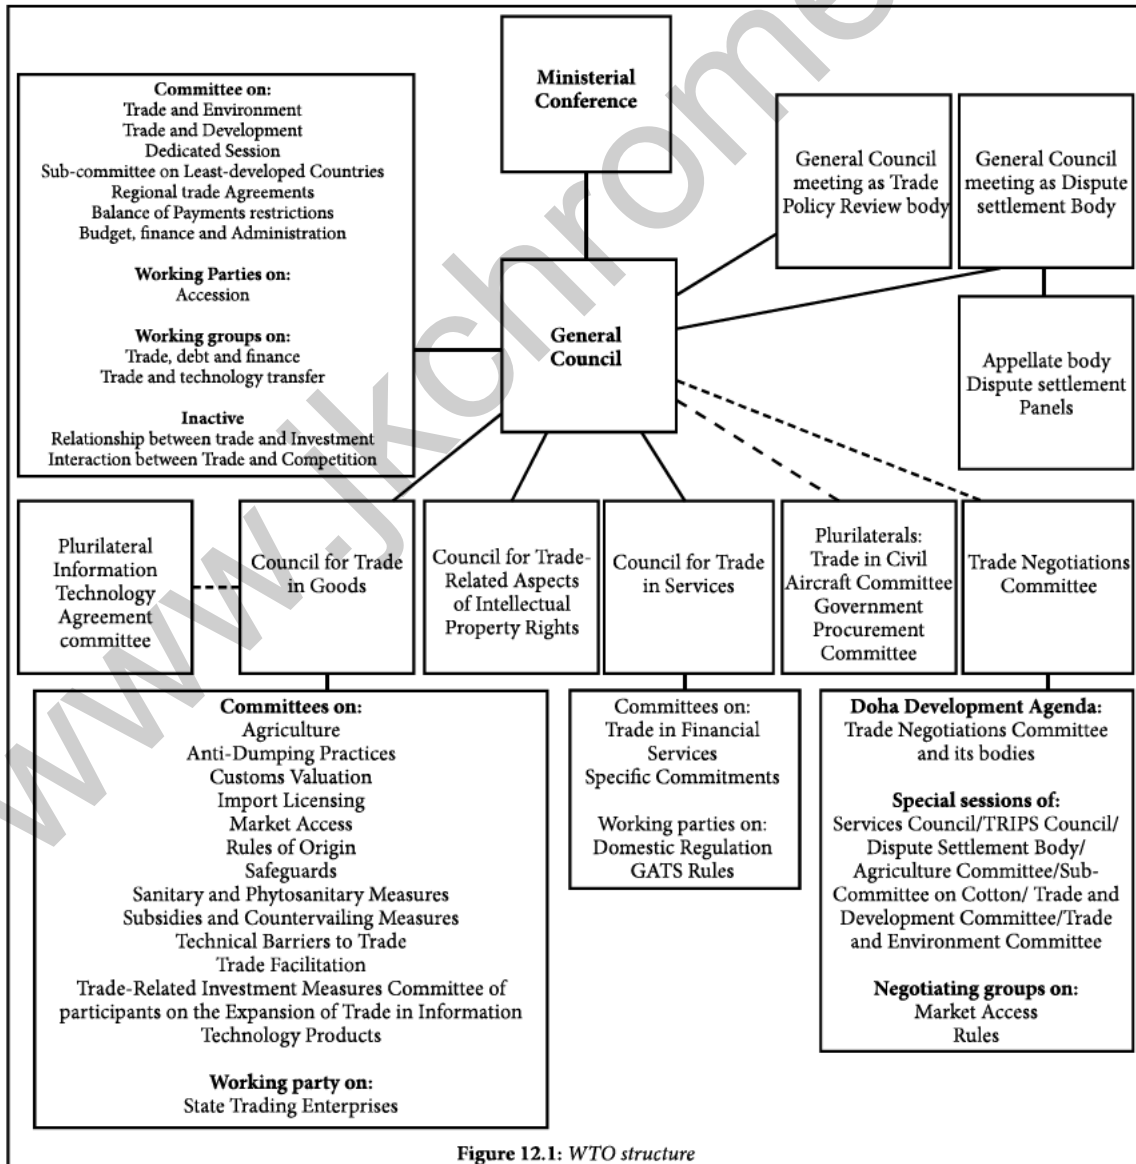 Ministerial
Conference
Committee on:
Trade and Environment
Trade and Development
Dedicated Session
Sub-committee on Least-developed Countries
Regional trade Agreements
Balance of Payments restrictions
Budget, finance and Administration
Working Parties on:
Accession
Working groups on:
Trade, debt and finance
Trade and technology transfer
Inactive
Relationship between trade and Investment
Interaction between Trade and Competition
General Council
meeting as Trade
Policy Review body
General Council
meeting as Dispute
settlement Body
General
Council
Appellate body
Dispute settlement
Panels
Plurilateral
Information
Technology
Agreement
committee
Council for Trade
in Goods
Council for Trade-
Related Aspects
of Intellectual
Property Rights
Council for Trade
in Services
Plurilaterals:
Trade in Civil
Aircraft Committee
Government
Procurement
Committee
Trade Negotiations
Committee
Committees on:
Agriculture
Anti-Dumping Practices
Customs Valuation
Import Licensing
Market Access
Rules of Origin
Safeguards
Sanitary and Phytosanitary Measures
Subsidies and Countervailing Measures
Technical Barriers to Trade
Trade Facilitation
Trade-Related Investment Measures Committee of
participants on the Expansion of Trade in Information
Technology Products
Working party on:
State Trading Enterprises
Committees on:
Trade in Financial
Services
Specific Commitments
Working parties on:
Domestic Regulation
GATS Rules
Doha Development Agenda:
Trade Negotiations Committee
and its bodies
Special sessions of:
Services Council/TRIPS Council/
Dispute Settlement Body/
Agriculture Committee/Sub-
Committee on Cotton/ Trade and
Development Committee/Trade
and Environment Committee
Negotiating groups on:
Market Access
Rules
Figure 12.1: WTO structure
www.jkchrome